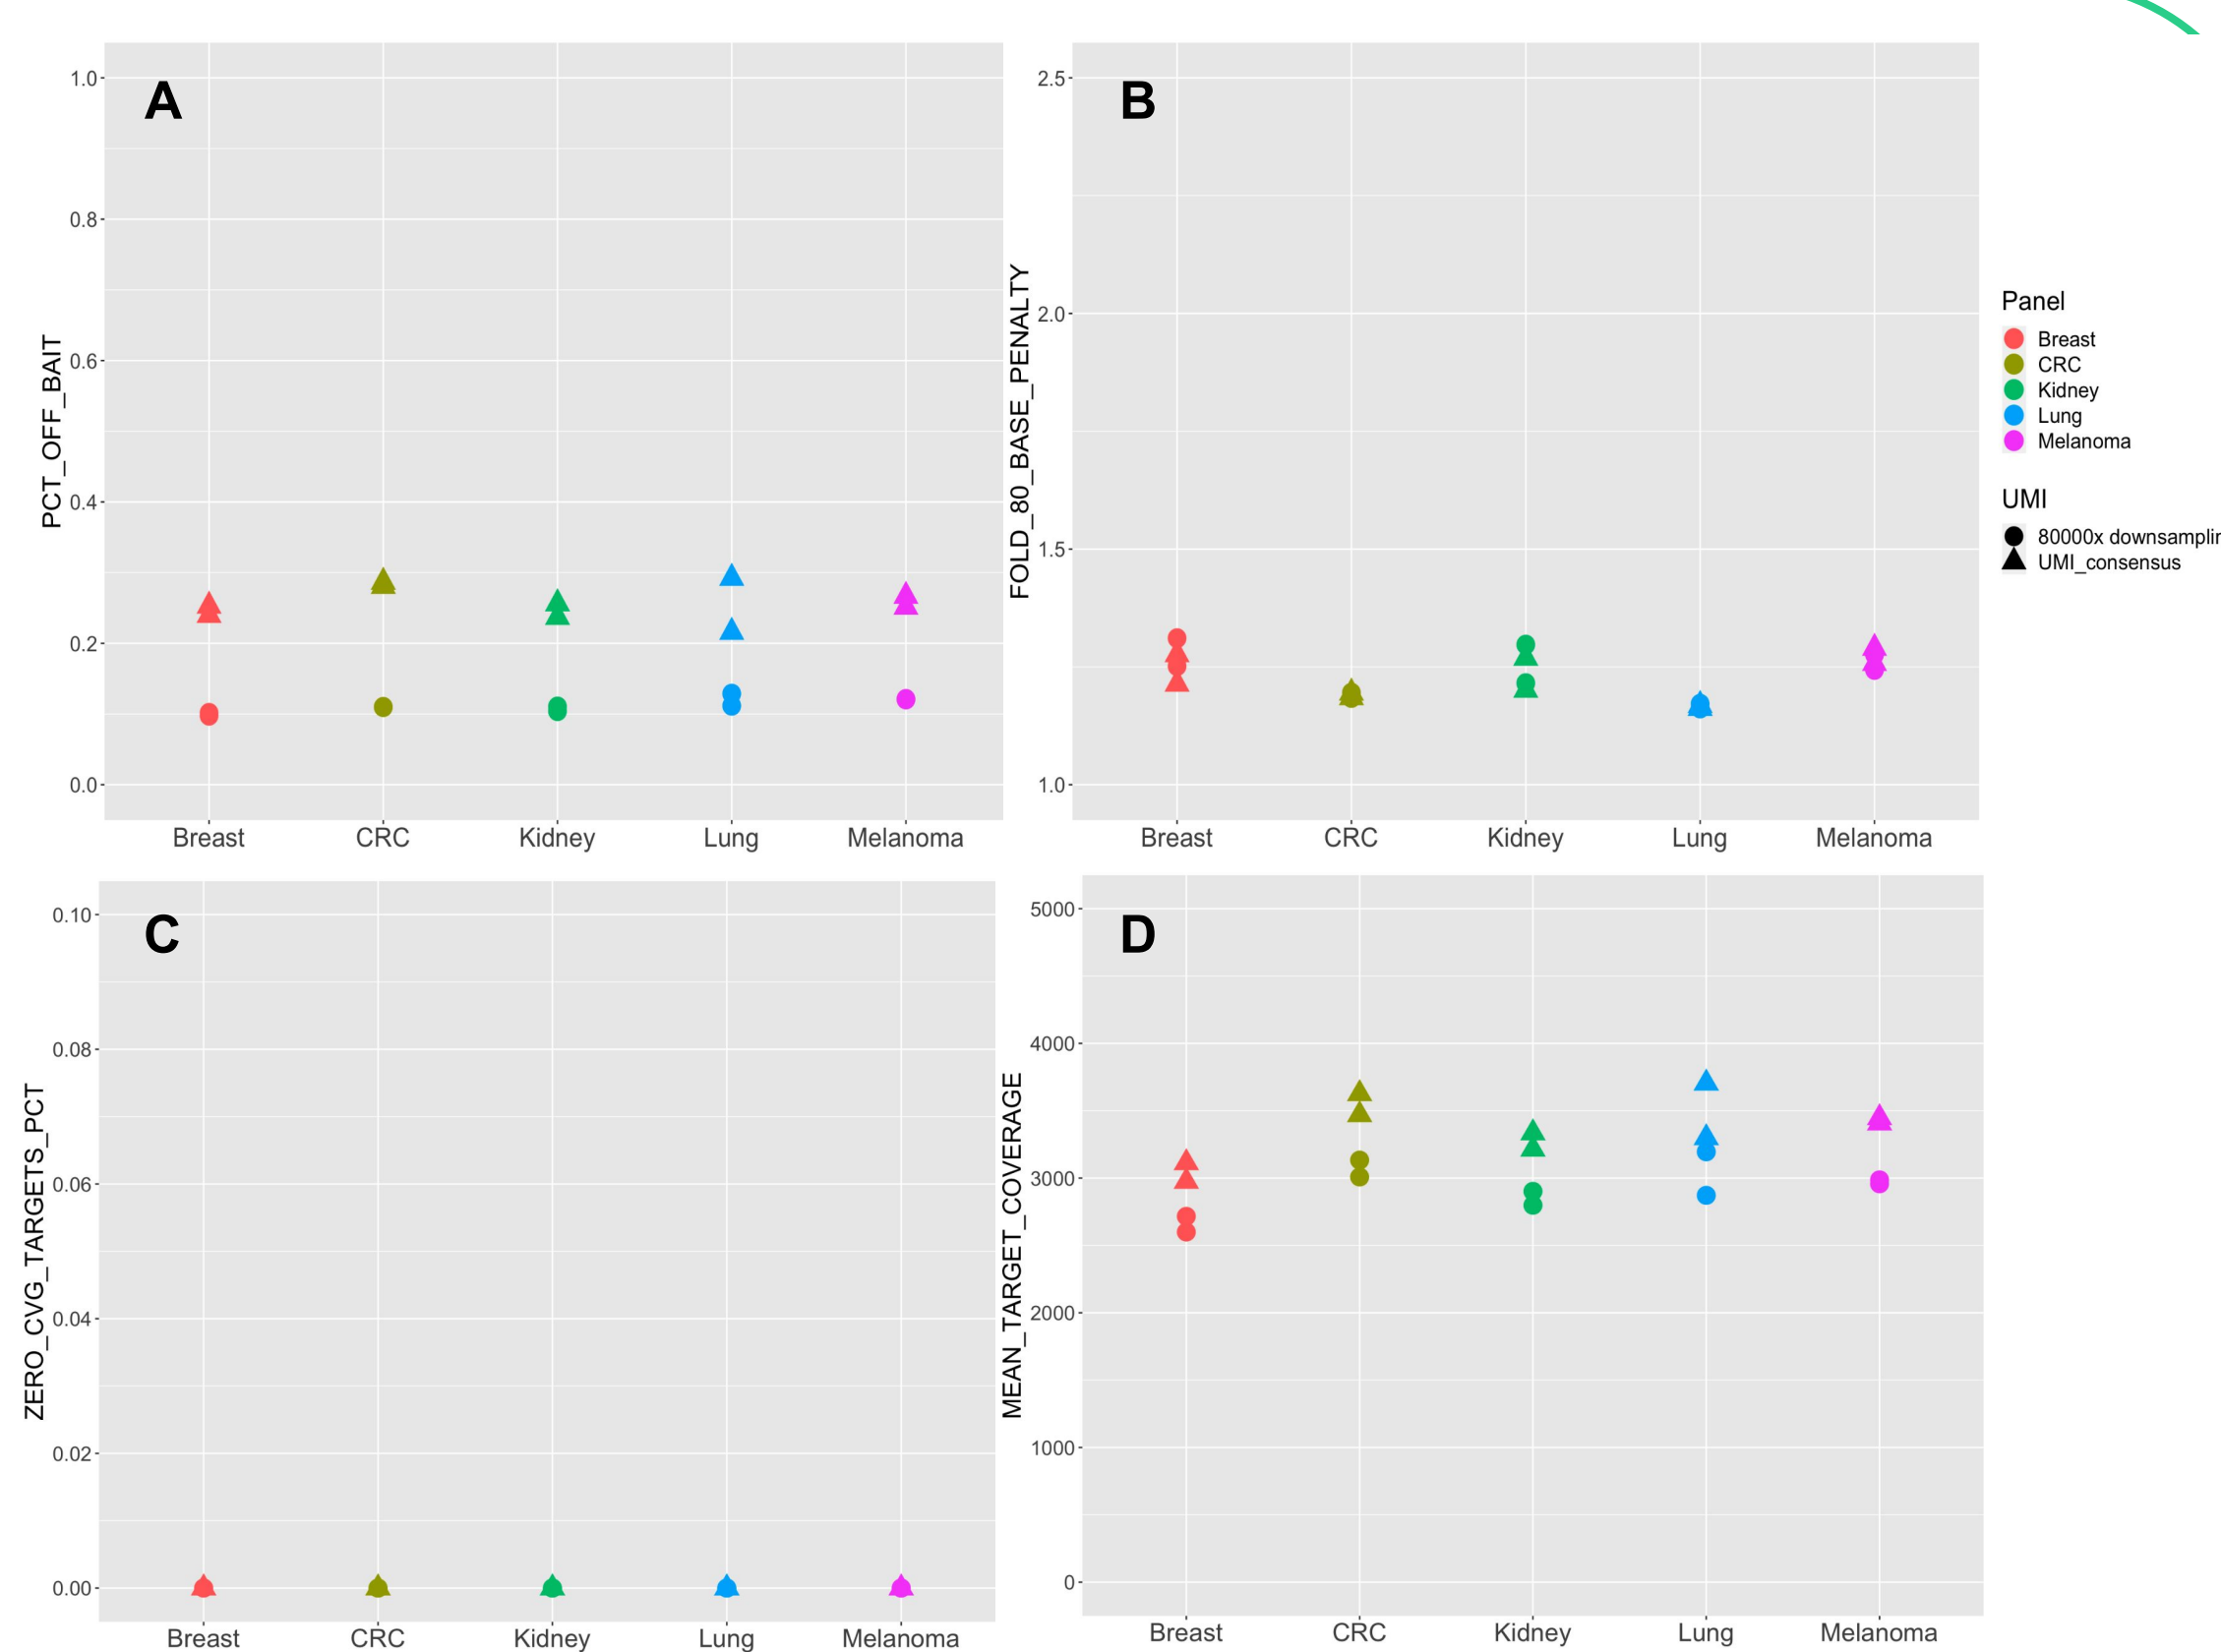 A
PCT_OFF_BAIT
1.0
0.8
0.6
0.4
0.2
0.0
Breast CRC Kidney Lung Melanoma
B
FOLD_80_BASE_PENALTY
2.5
2.0
1.5
1.0
Breast CRC Kidney Lung Melanoma
Panel
Breast
CRC
Kidney
Lung
Melanoma
UMI
80000x downsamplin
UMI_consensus
C
ZERO_CVG_TARGETS_PCT
0.10
0.08
0.06
0.04
0.02
0.00
Breast CRC Kidney Lung Melanoma
D
MEAN_TARGET_COVERAGE
5000
4000
3000
2000
1000
0
Breast CRC Kidney Lung Melanoma